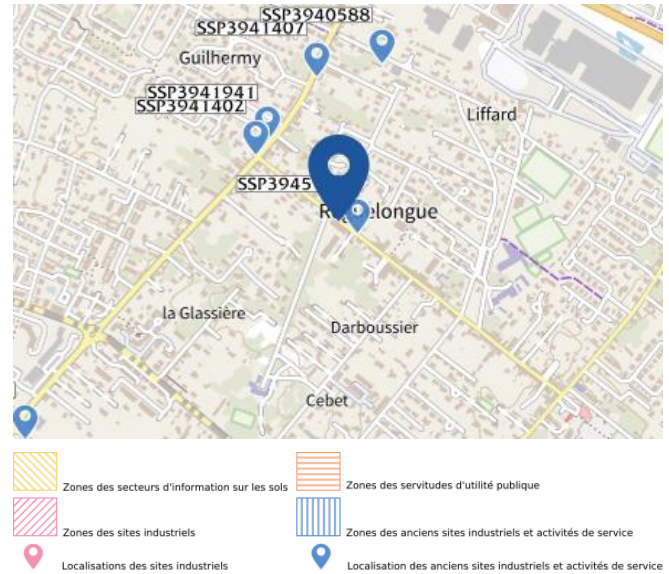 SSP3940588
SSP3941407
Guilhermy
SSP3941941
SSP3941402
Liffard
SSP3945
la Glassière
Darboussier
Cebet
Zones des secteurs d'information sur les sols
Zones des servitudes d'utilité publique
Zones des sites industriels
Zones des anciens sites industriels et activités de service
Localisations des sites industriels
Localisation des anciens sites industriels et activités de service